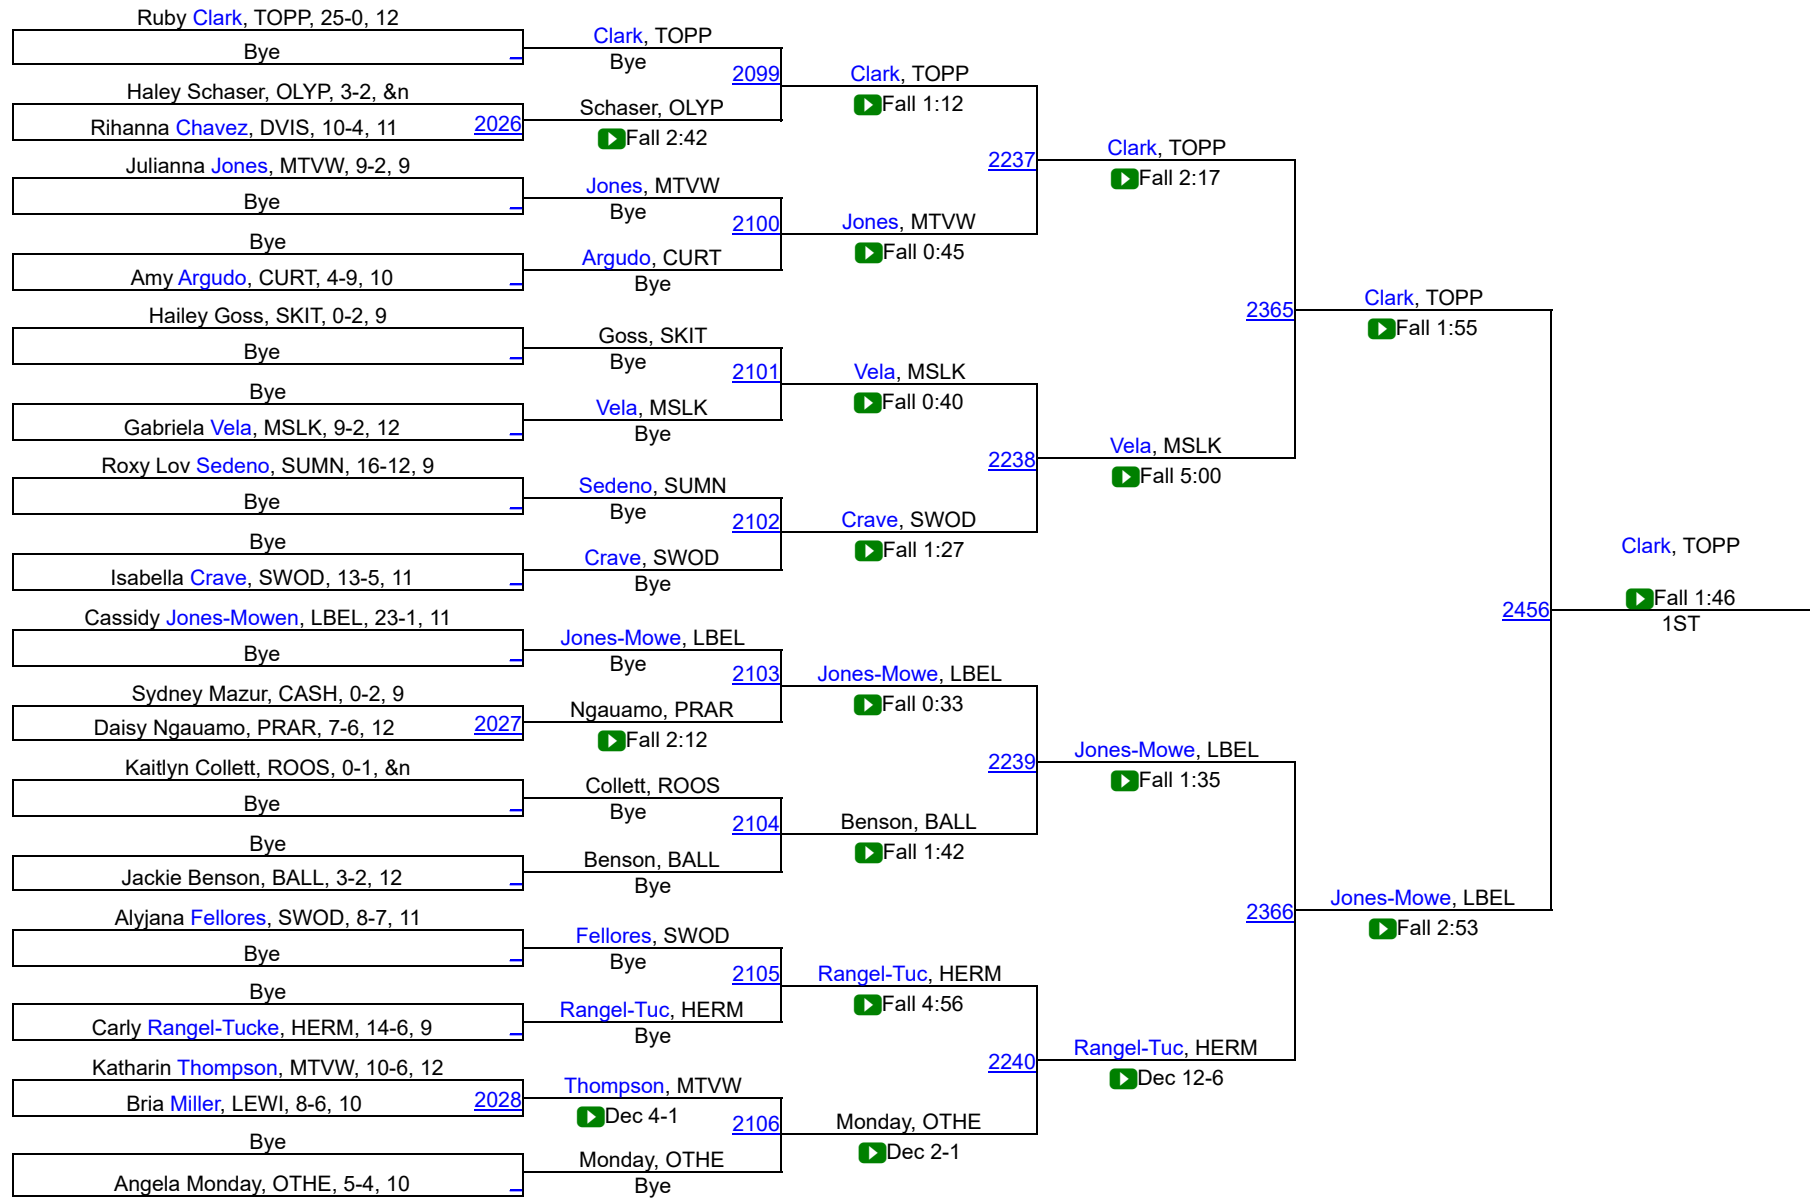 Ruby Clark, TOPP, 25-0, 12
Bye
Haley Schaser, OLYP, 3-2, &n
Rihanna Chavez, DVIS, 10-4, 11
2026
Julianna Jones, MTVW, 9-2, 9
Bye
Bye
Amy Argudo, CURT, 4-9, 10
Hailey Goss, SKIT, 0-2, 9
Bye
Bye
Gabriela Vela, MSLK, 9-2, 12
Roxy Lov Sedeno, SUMN, 16-12, 9
Bye
Bye
Isabella Crave, SWOD, 13-5, 11
Cassidy Jones-Mowen, LBEL, 23-1, 11
Bye
Sydney Mazur, CASH, 0-2, 9
Daisy Ngauamo, PRAR, 7-6, 12
2027
Kaitlyn Collett, ROOS, 0-1, &n
Bye
Bye
Jackie Benson, BALL, 3-2, 12
Alyjana Fellores, SWOD, 8-7, 11
Bye
Bye
Carly Rangel-Tucke, HERM, 14-6, 9
Katharin Thompson, MTVW, 10-6, 12
Bria Miller, LEWI, 8-6, 10
2028
Bye
Angela Monday, OTHE, 5-4, 10
Clark, TOPP
Bye
2099
Schaser, OLYP
Fall 2:42
Jones, MTVW
Bye
2100
Argudo, CURT
Bye
Goss, SKIT
Bye
2101
Vela, MSLK
Bye
Sedeno, SUMN
Bye
2102
Crave, SWOD
Bye
Jones-Mowe, LBEL
Bye
2103
Ngauamo, PRAR
Fall 2:12
Collett, ROOS
Bye
2104
Benson, BALL
Bye
Fellores, SWOD
Bye
2105
Rangel-Tuc, HERM
Bye
Thompson, MTVW
Dec 4-1
2106
Monday, OTHE
Bye
Clark, TOPP
Fall 1:12
2237
Jones, MTVW
Fall 0:45
Vela, MSLK
Fall 0:40
2238
Crave, SWOD
Fall 1:27
Jones-Mowe, LBEL
Fall 0:33
2239
Benson, BALL
Fall 1:42
Rangel-Tuc, HERM
Fall 4:56
2240
Monday, OTHE
Dec 2-1
Clark, TOPP
Fall 2:17
2365
Vela, MSLK
Fall 5:00
Jones-Mowe, LBEL
Fall 1:35
2366
Rangel-Tuc, HERM
Dec 12-6
Clark, TOPP
Fall 1:55
2456
Jones-Mowe, LBEL
Fall 2:53
Clark, TOPP
Fall 1:46
1ST